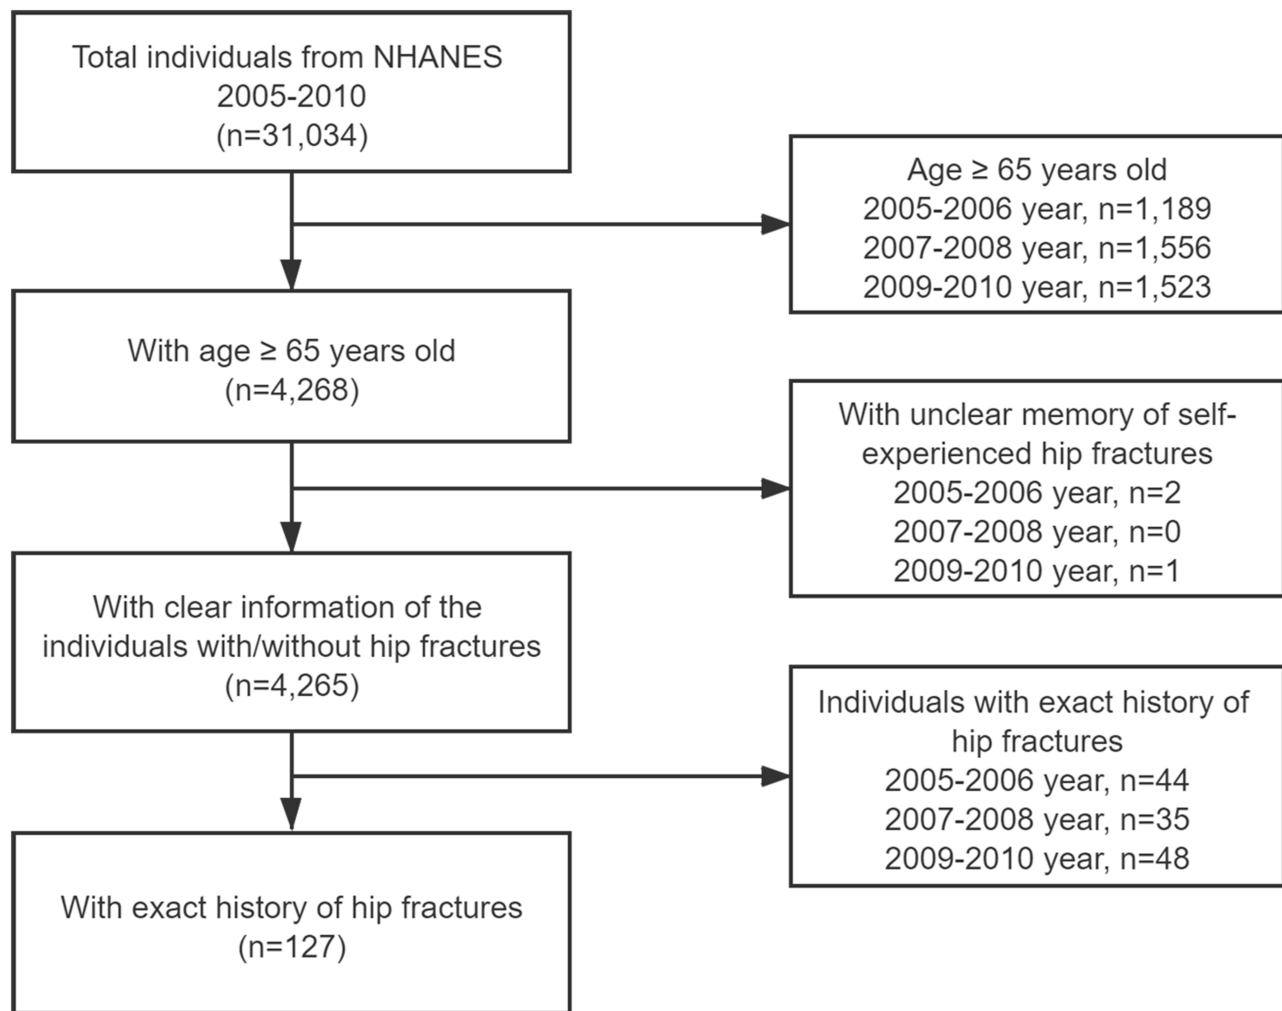 Total individuals from NHANES
2005-2010
(n=31,034)
Age ≥ 65 years old
2005-2006 year, n=1,189
2007-2008 year, n=1,556
2009-2010 year, n=1,523
With age ≥ 65 years old
(n=4,268)
With unclear memory of self-
experienced hip fractures
2005-2006 year, n=2
2007-2008 year, n=0
2009-2010 year, n=1
With clear information of the
individuals with/without hip fractures
(n=4,265)
Individuals with exact history of
hip fractures
2005-2006 year, n=44
2007-2008 year, n=35
2009-2010 year, n=48
With exact history of hip fractures
(n=127)